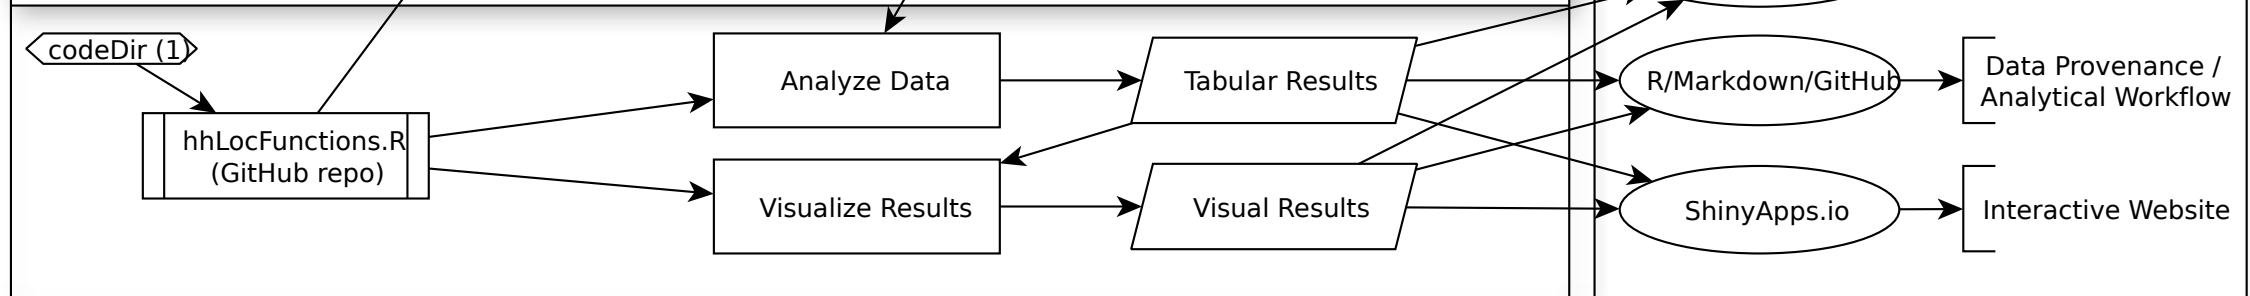 codeDir (1)
hhLocFunctions.R
(GitHub repo)
Analyze Data
Visualize Results
Tabular Results
Visual Results
R/Markdown/GitHub
ShinyApps.io
Data Provenance /
Analytical Workflow
Interactive Website